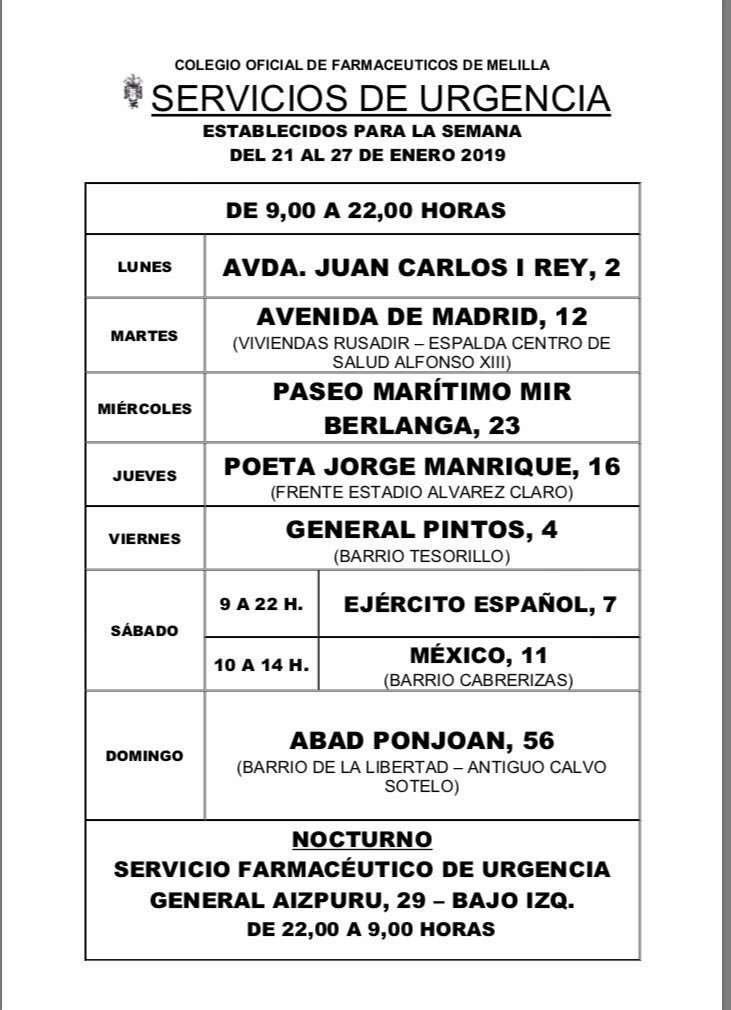 COLEGIO OFICIAL DE FARMACEUTICOS DE MELILLA
SERVICIOS DE URGENCIA
ESTABLECIDOS PARA LA SEMANA
DEL 21 AL 27 DE ENERO 2019
DE 9,00 A 22,00 HORAS
LUNES
AVDA. JUAN CARLOS I REY, 2
MARTES
AVENIDA DE MADRID, 12
(VIVIENDAS RUSADIR – ESPALDA CENTRO DE
SALUD ALFONSO XIII)
MIÉRCOLES
PASEO MARÍTIMO MIR
BERLANGA, 23
JUEVES
POETA JORGE MANRIQUE, 16
(FRENTE ESTADIO ALVAREZ CLARO)
VIERNES
GENERAL PINTOS, 4
(BARRIO TESORILLO)
SÁBADO
9 A 22 H.
EJÉRCITO ESPAÑOL, 7
10 A 14 H.
MÉXICO, 11
(BARRIO CABRERIZAS)
DOMINGO
ABAD PONJOAN, 56
(BARRIO DE LA LIBERTAD – ANTIGUO CALVO
SOTELO)
NOCTURNO
SERVICIO FARMACÉUTICO DE URGENCIA
GENERAL AIZPURU, 29 – BAJO IZQ.
DE 22,00 A 9,00 HORAS